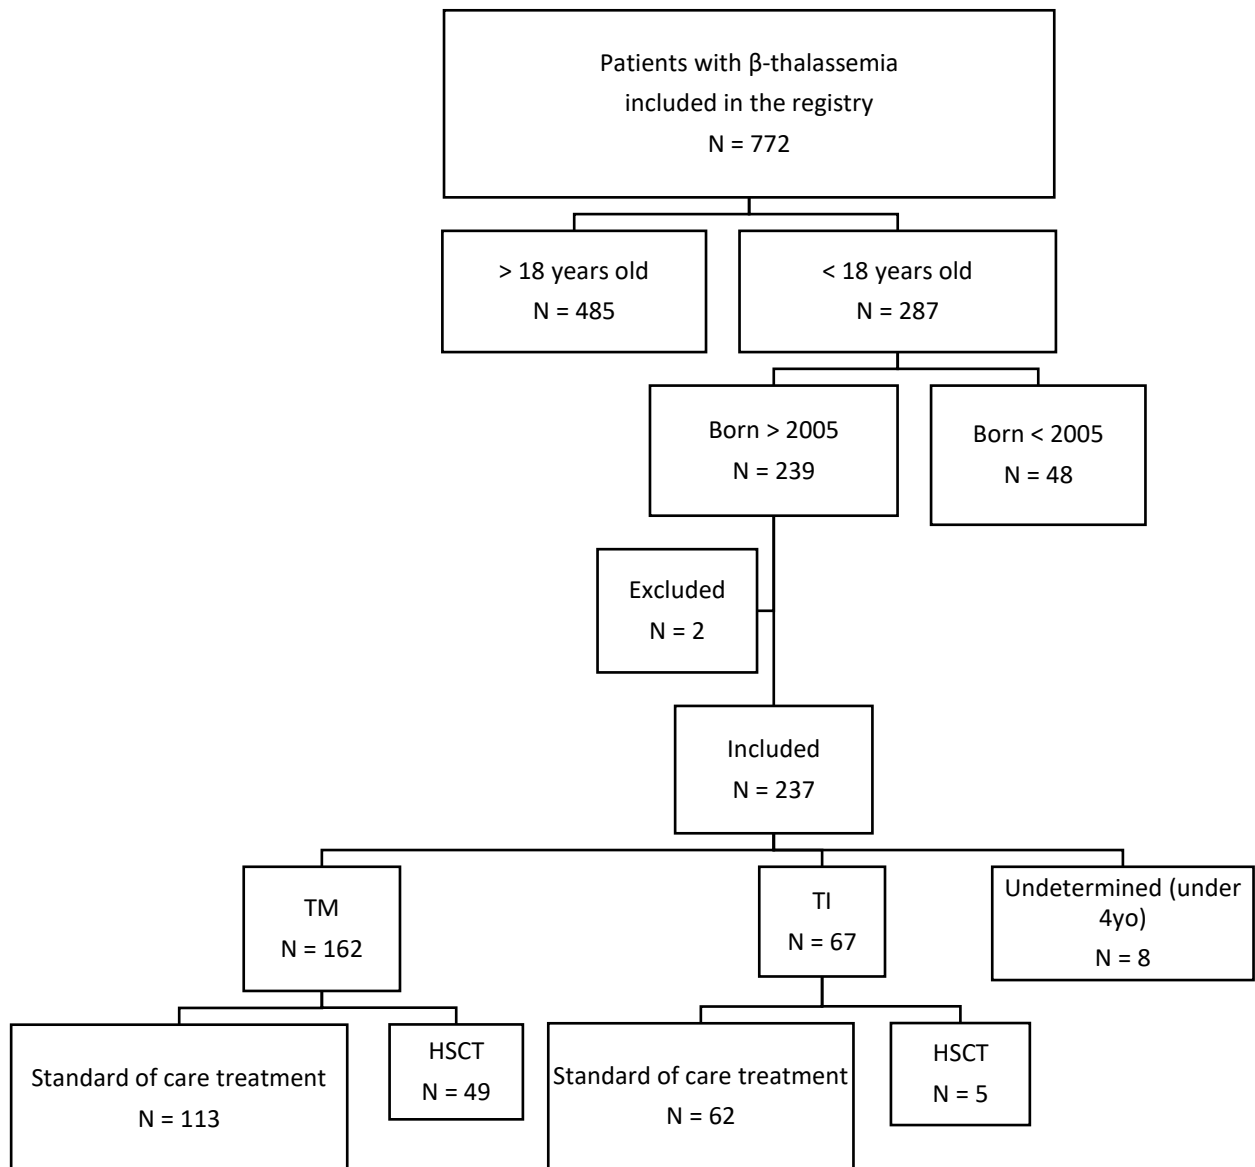 Patients with β-thalassemia
included in the registry
N = 772
> 18 years old
N = 485
< 18 years old
N = 287
Born > 2005
N = 239
Born < 2005
N = 48
Excluded
N = 2
Included
N = 237
TM
N = 162
TI
N = 67
Undetermined (under
4yo)
N = 8
Standard of care treatment
N = 113
HSCT
N = 49
Standard of care treatment
N = 62
HSCT
N = 5